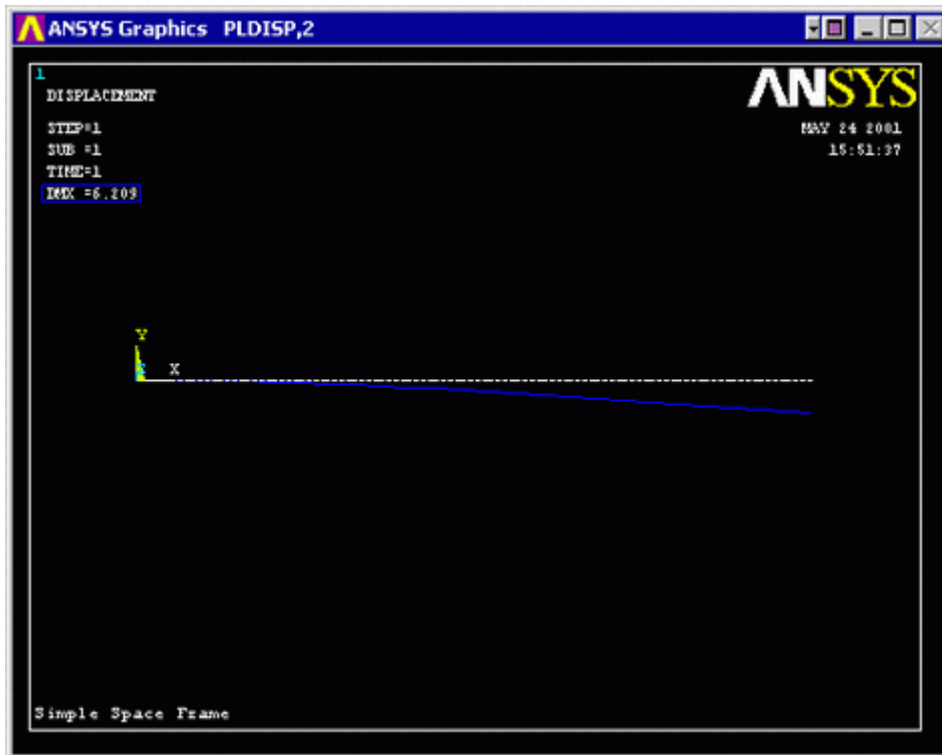 ANSYS Graphics PLDISP,2
1
ANSYS
DISPLACEMENT
STEP=1
MAY 24 2001
SUB =1
15:51:37
TIME=1
DMX =6.209
Y
X
Simple Space Frame